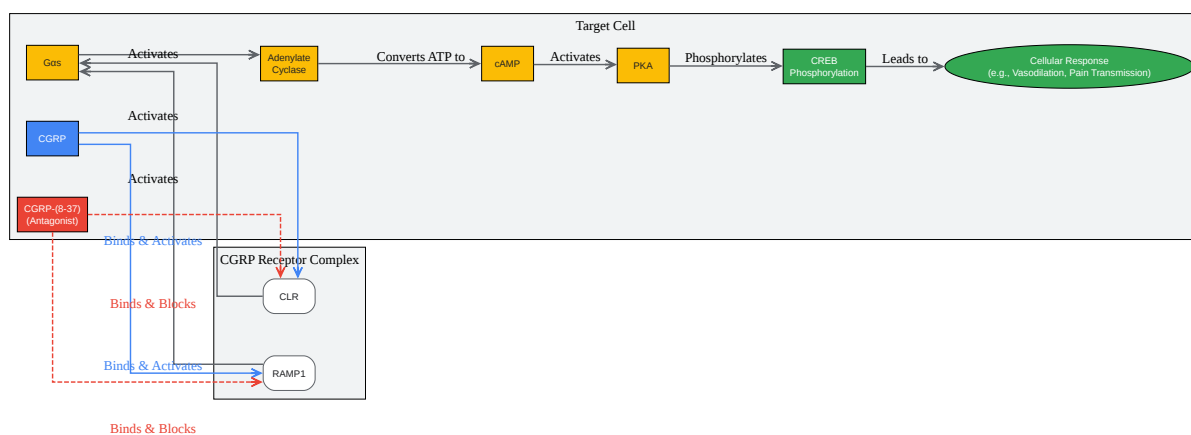 Target Cell
Gαs
Activates
Adenylate
Cyclase
Converts ATP to
cAMP
Activates
PKA
Phosphorylates
CREB
Phosphorylation
Leads to
Cellular Response
(e.g., Vasodilation, Pain Transmission)
Activates
CGRP
Activates
CGRP-(8-37)
(Antagonist)
Binds & Activates
CGRP Receptor Complex
CLR
Binds & Blocks
Binds & Activates
RAMP1
Binds & Blocks